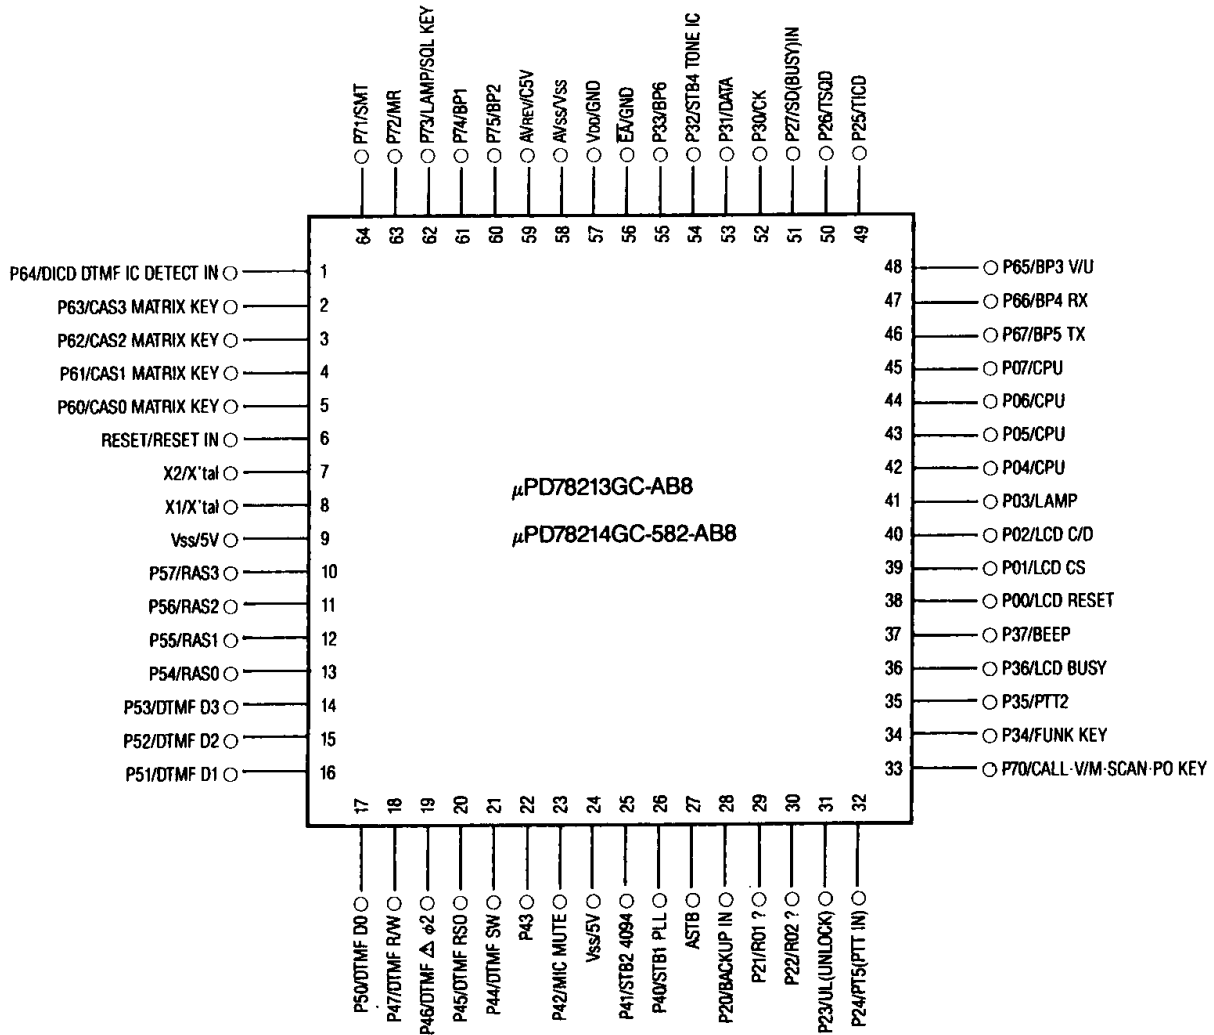 P71/SMT
P72/MR
P73/LAMP/SQL KEY
P74/BP1
P75/BP2
AVREV/C5V
AVss/Vss
VDD/GND
E̅A̅/GND
P33/BP6
P32/STB4 TONE IC
P31/DATA
P30/CK
P27/SD(BUSY)IN
P26/TSQD
P25/TICD
64
63
62
61
60
59
58
57
56
55
54
53
52
51
50
49
P64/DICD DTMF IC DETECT IN 1
P63/CAS3 MATRIX KEY 2
P62/CAS2 MATRIX KEY 3
P61/CAS1 MATRIX KEY 4
P60/CAS0 MATRIX KEY 5
RESET/RESET IN 6
X2/X'tal 7
X1/X'tal 8
Vss/5V 9
P57/RAS3 10
P56/RAS2 11
P55/RAS1 12
P54/RAS0 13
P53/DTMF D3 14
P52/DTMF D2 15
P51/DTMF D1 16
μPD78213GC-AB8
μPD78214GC-582-AB8
48 P65/BP3 V/U
47 P66/BP4 RX
46 P67/BP5 TX
45 P07/CPU
44 P06/CPU
43 P05/CPU
42 P04/CPU
41 P03/LAMP
40 P02/LCD C/D
39 P01/LCD CS
38 P00/LCD RESET
37 P37/BEEP
36 P36/LCD BUSY
35 P35/PTT2
34 P34/FUNK KEY
33 P70/CALL·V/M·SCAN·PO KEY
17
18
19
20
21
22
23
24
25
26
27
28
29
30
31
32
P50/DTMF D0
P47/DTMF R/W
P46/DTMF △ φ2
P45/DTMF RS0
P44/DTMF SW
P43
P42/MIC MUTE
Vss/5V
P41/STB2 4094
P40/STB1 PLL
ASTB
P20/BACKUP IN
P21/R01 ?
P22/R02 ?
P23/UL(UNLOCK)
P24/PT5(PTT IN)